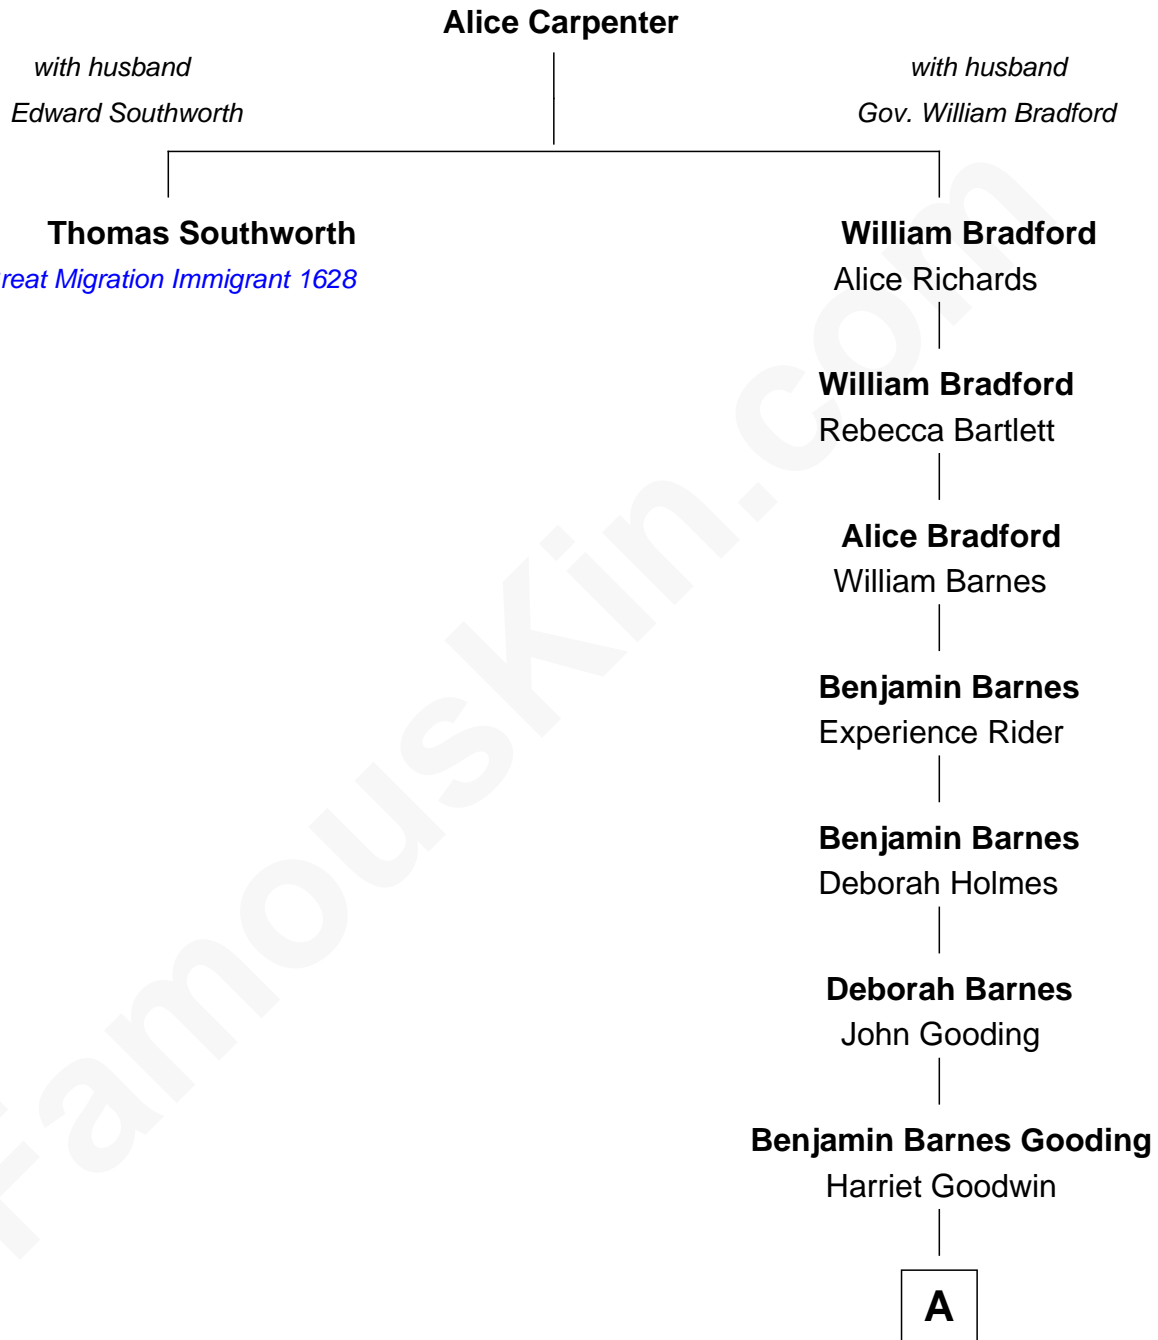 Alice Carpenter
with husband
Edward Southworth
with husband
Gov. William Bradford
Thomas Southworth
reat Migration Immigrant 1628
William Bradford
Alice Richards
William Bradford
Rebecca Bartlett
Alice Bradford
William Barnes
Benjamin Barnes
Experience Rider
Benjamin Barnes
Deborah Holmes
Deborah Barnes
John Gooding
Benjamin Barnes Gooding
Harriet Goodwin
A
FamousKin.com